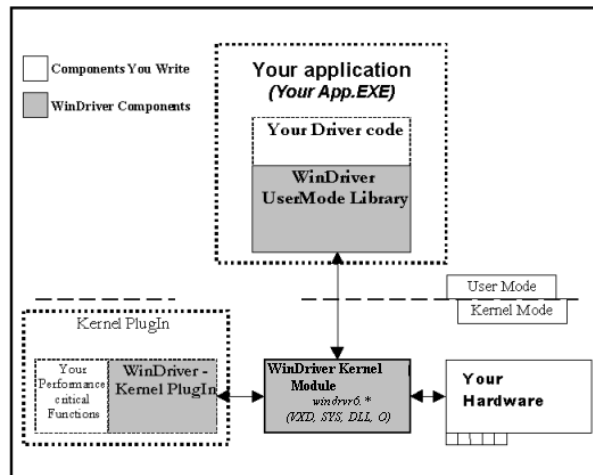 Components You Write
WinDriver Components
Your application
(Your App.EXE)
Your Driver code
WinDriver
UserMode Library
User Mode
Kernel Mode
Kernel PlugIn
Your
Performance
critical
Functions
WinDriver -
Kernel PlugIn
WinDriver Kernel
Module
windrvr6.*
(VXD, SYS, DLL, O)
Your
Hardware